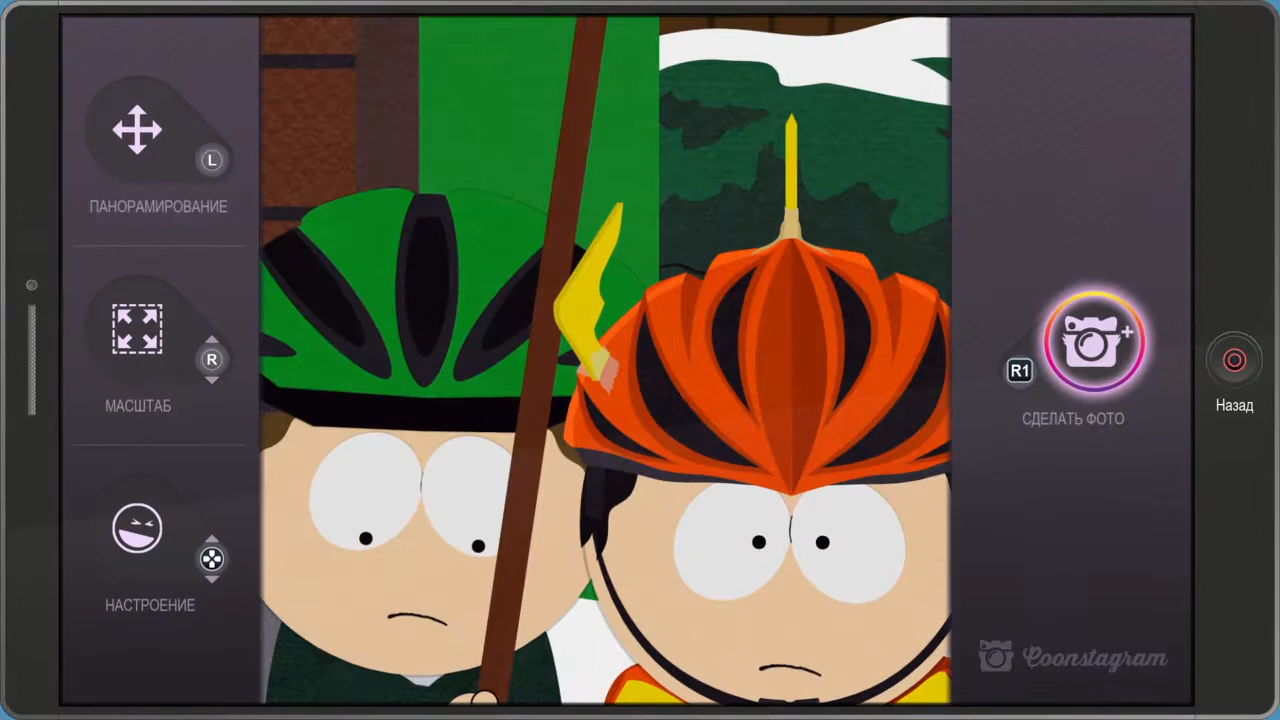 L
ПАНОРАМИРОВАНИЕ
R
МАСШТАБ
НАСТРОЕНИЕ
R1
СДЕЛАТЬ ФОТО
Назад
Coonstagram